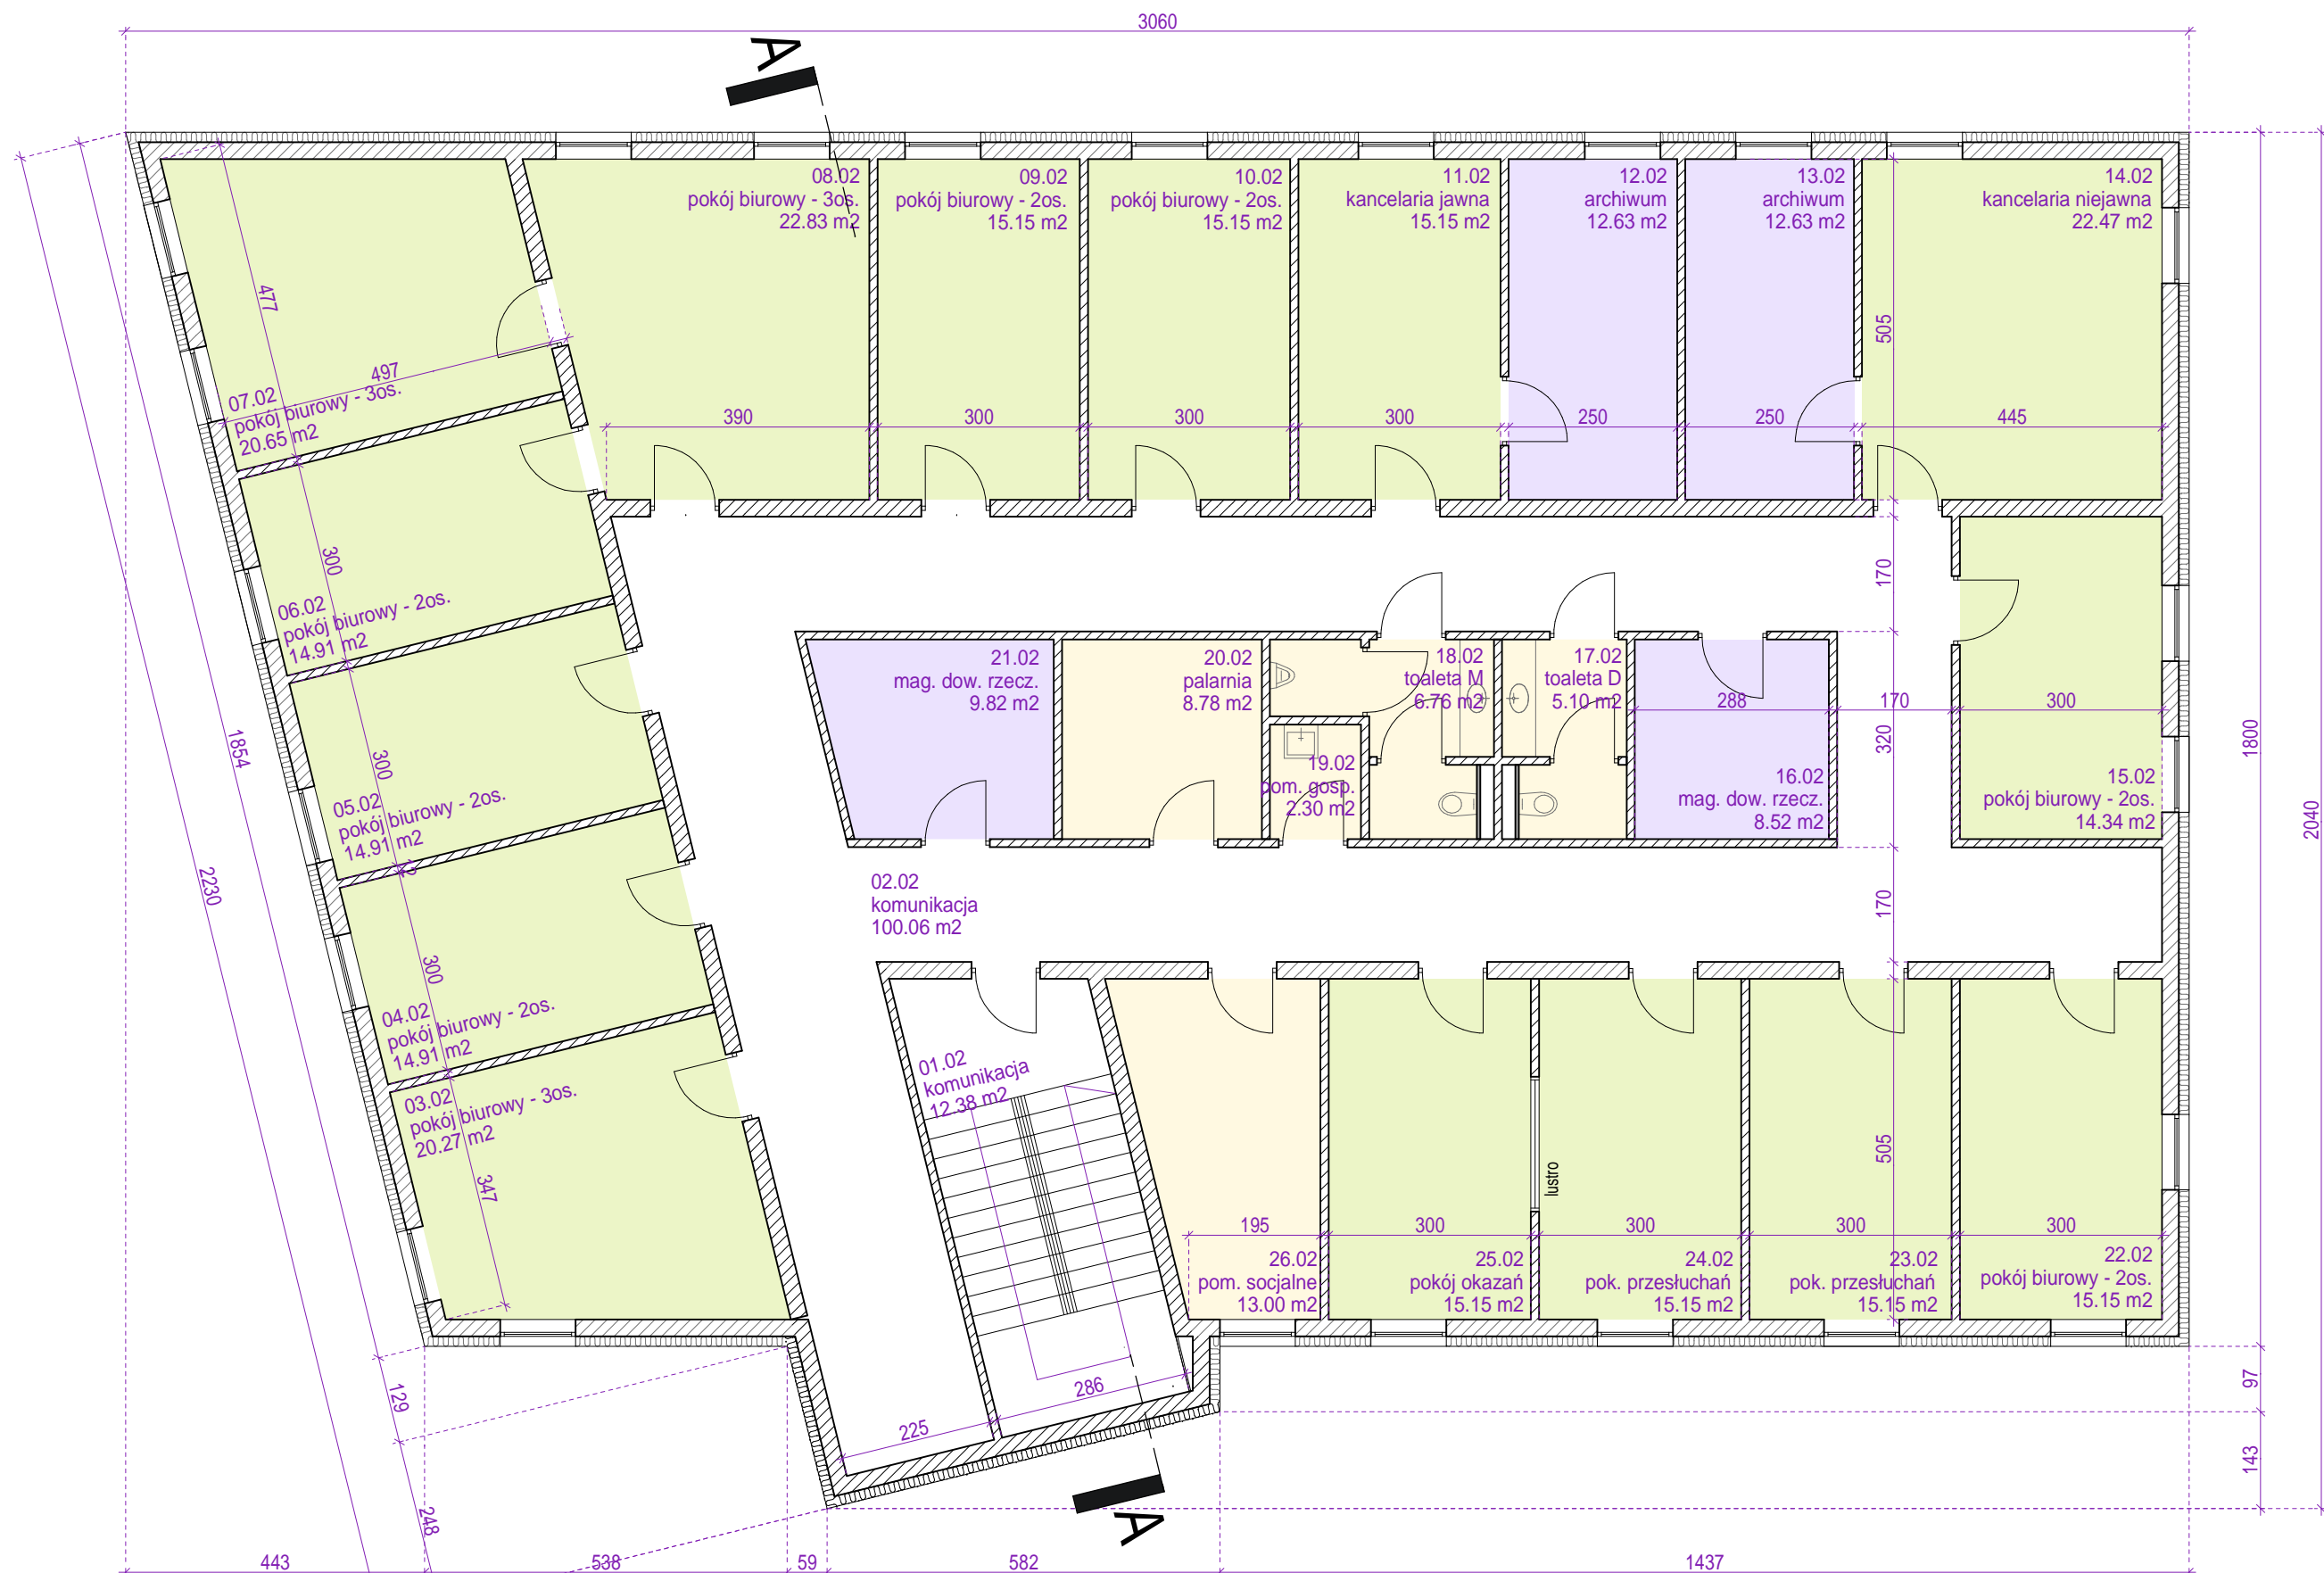 3060
A
08.02
pokój biurowy - 3os.
22.83 m2
09.02
pokój biurowy - 2os.
15.15 m2
10.02
pokój biurowy - 2os.
15.15 m2
11.02
kancelaria jawna
15.15 m2
12.02
archiwum
12.63 m2
13.02
archiwum
12.63 m2
14.02
kancelaria niejawna
22.47 m2
477
497
07.02
pokój biurowy - 3os.
20.65 m2
390
300
300
300
250
250
445
505
170
300
06.02
pokój biurowy - 2os.
14.91 m2
21.02
mag. dow. rzecz.
9.82 m2
20.02
palarnia
8.78 m2
18.02
toaleta M
6.76 m2
17.02
toaleta D
5.10 m2
288
170
300
320
19.02
pom. gosp.
2.30 m2
16.02
mag. dow. rzecz.
8.52 m2
15.02
pokój biurowy - 2os.
14.34 m2
1800
2040
1854
2230
300
05.02
pokój biurowy - 2os.
14.91 m2
12
02.02
komunikacja
100.06 m2
170
300
04.02
pokój biurowy - 2os.
14.91 m2
01.02
komunikacja
12.38 m2
03.02
pokój biurowy - 3os.
20.27 m2
347
505
lustro
195
300
300
300
300
26.02
pom. socjalne
13.00 m2
25.02
pokój okazań
15.15 m2
24.02
pok. przesłuchań
15.15 m2
23.02
pok. przesłuchań
15.15 m2
22.02
pokój biurowy - 2os.
15.15 m2
129
286
225
97
143
248
A
443
538
59
582
1437